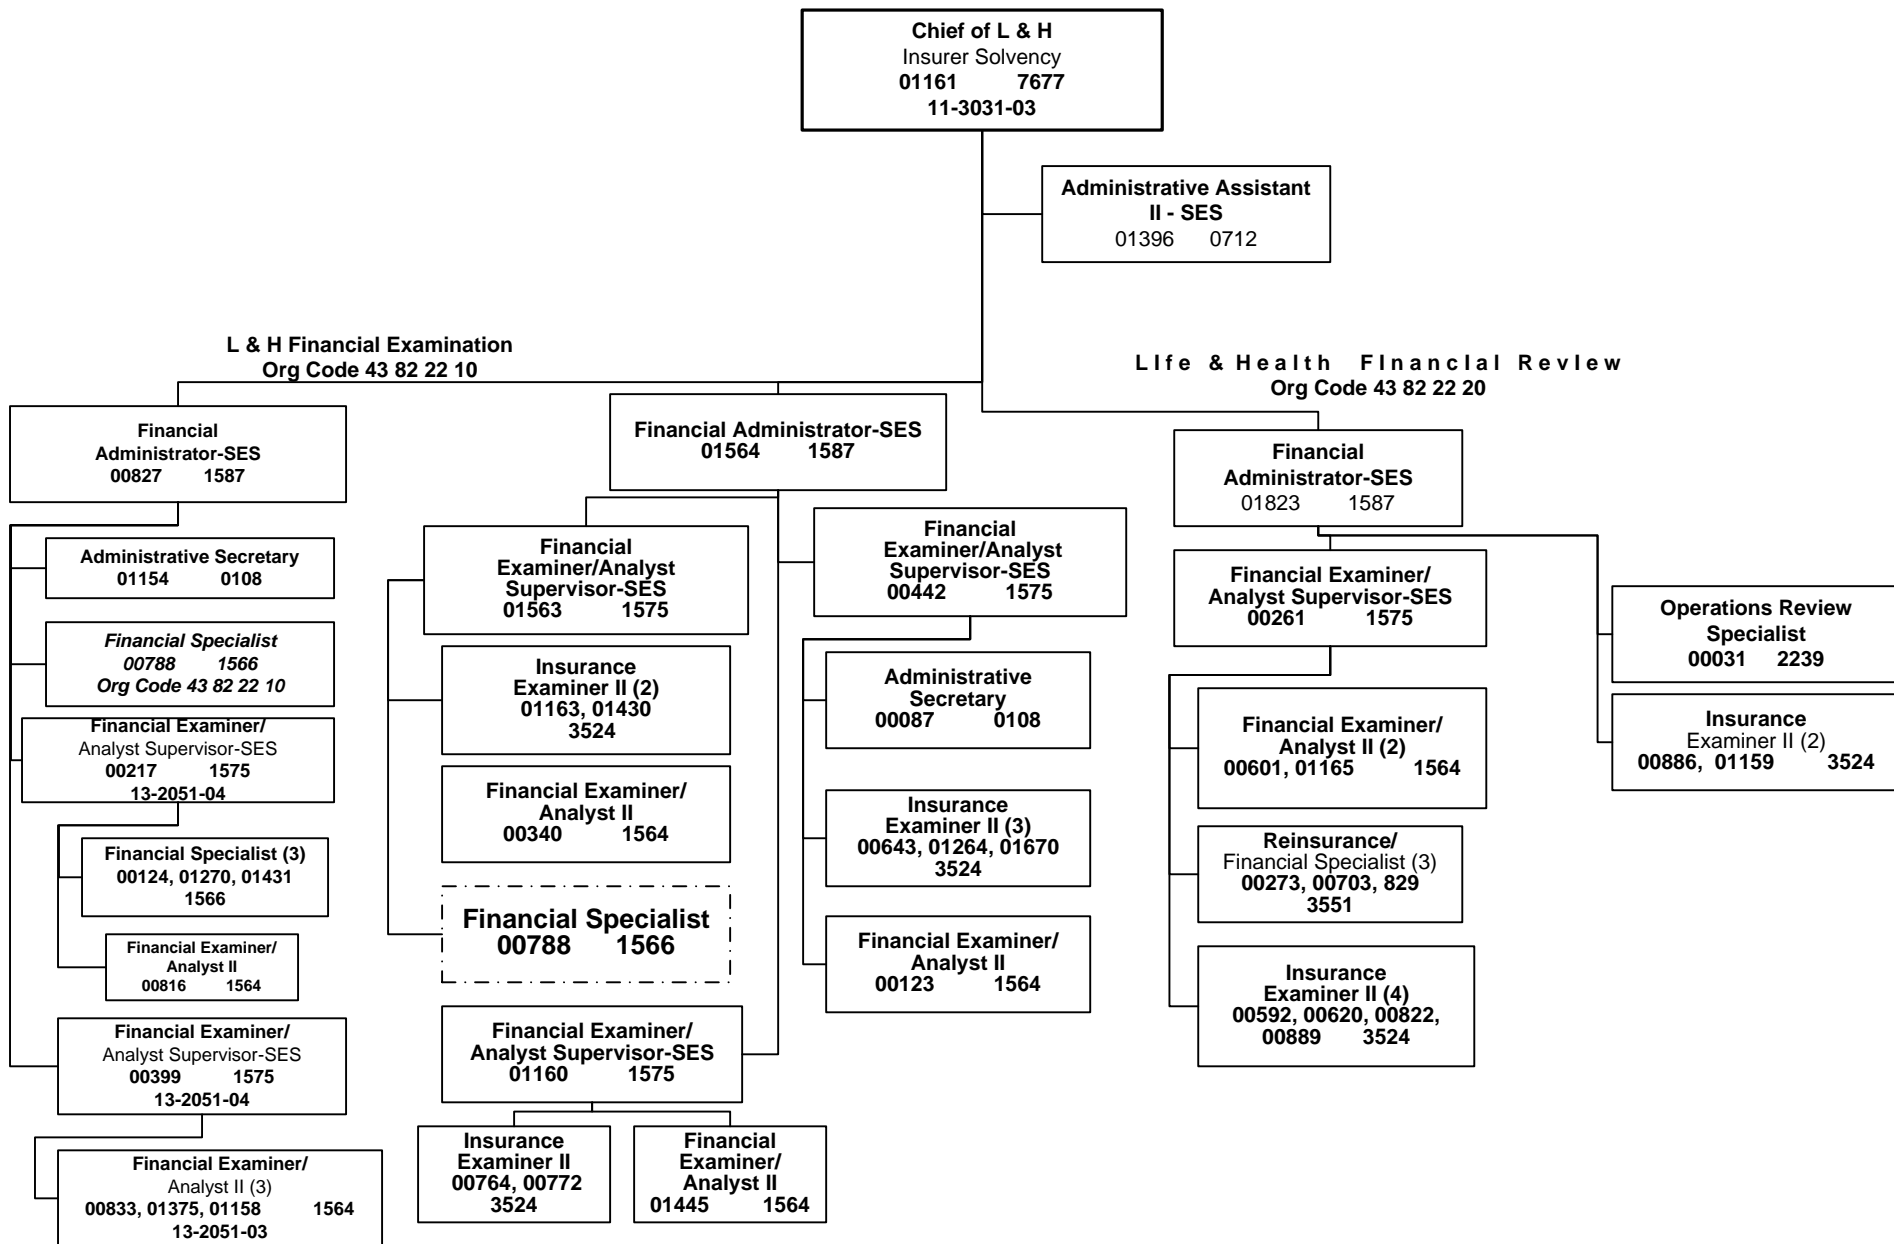 Chief of L & H
Insurer Solvency
01161 7677
11-3031-03
Administrative Assistant
II - SES
01396 0712
L & H Financial Examination
Org Code 43 82 22 10
LIfe & Health FInancIal RevIew
Org Code 43 82 22 20
Financial
Administrator-SES
00827 1587
Administrative Secretary
01154 0108
Financial Specialist
00788 1566
Org Code 43 82 22 10
Financial Examiner/
Analyst Supervisor-SES
00217 1575
13-2051-04
Financial Specialist (3)
00124, 01270, 01431
1566
Financial Examiner/
Analyst II
00816 1564
Financial Examiner/
Analyst Supervisor-SES
00399 1575
13-2051-04
Financial Examiner/
Analyst II (3)
00833, 01375, 01158 1564
13-2051-03
Financial Administrator-SES
01564 1587
Financial
Examiner/Analyst
Supervisor-SES
01563 1575
Insurance
Examiner II (2)
01163, 01430
3524
Financial Examiner/
Analyst II
00340 1564
Financial Specialist
00788 1566
Financial Examiner/
Analyst Supervisor-SES
01160 1575
Insurance
Examiner II
00764, 00772
3524
Financial
Examiner/
Analyst II
01445 1564
Financial
Examiner/Analyst
Supervisor-SES
00442 1575
Administrative
Secretary
00087 0108
Insurance
Examiner II (3)
00643, 01264, 01670
3524
Financial Examiner/
Analyst II
00123 1564
Financial
Administrator-SES
01823 1587
Financial Examiner/
Analyst Supervisor-SES
00261 1575
Financial Examiner/
Analyst II (2)
00601, 01165 1564
Reinsurance/
Financial Specialist (3)
00273, 00703, 829
3551
Insurance
Examiner II (4)
00592, 00620, 00822,
00889 3524
Operations Review
Specialist
00031 2239
Insurance
Examiner II (2)
00886, 01159 3524